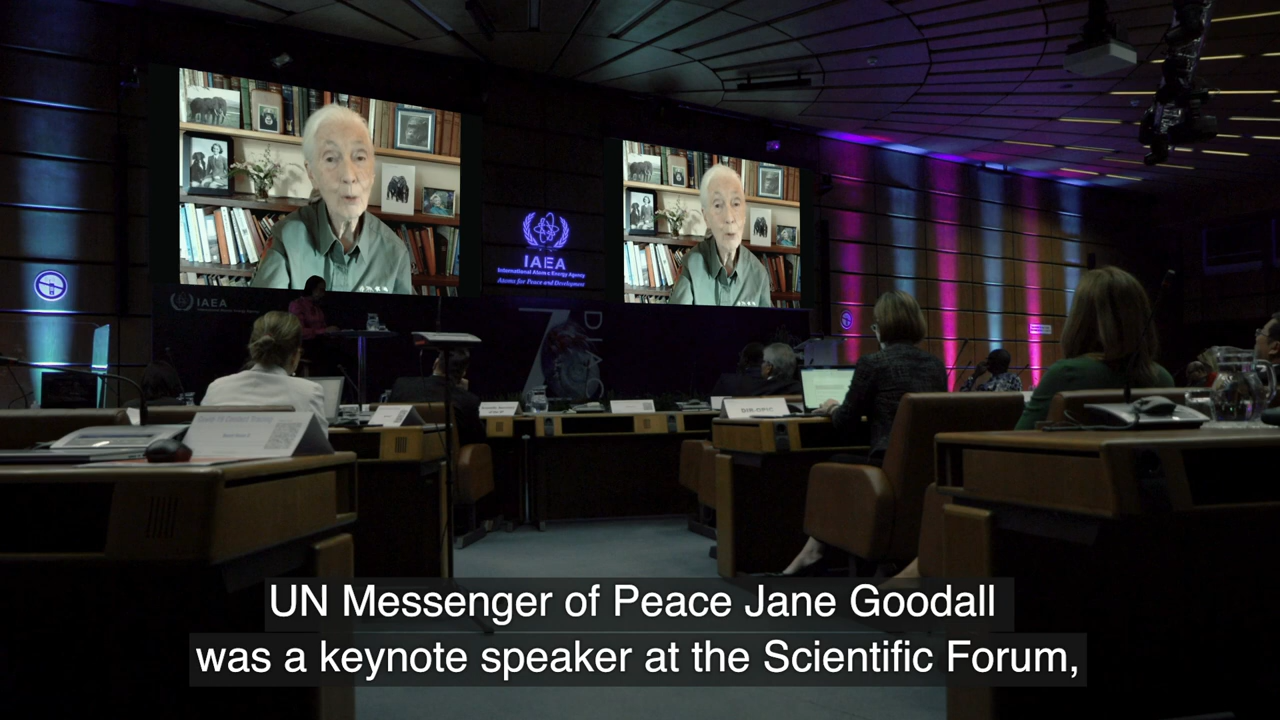 IAEA
International Atomic Energy Agency
Atoms for Peace and Development
IAEA
UN Messenger of Peace Jane Goodall
was a keynote speaker at the Scientific Forum,